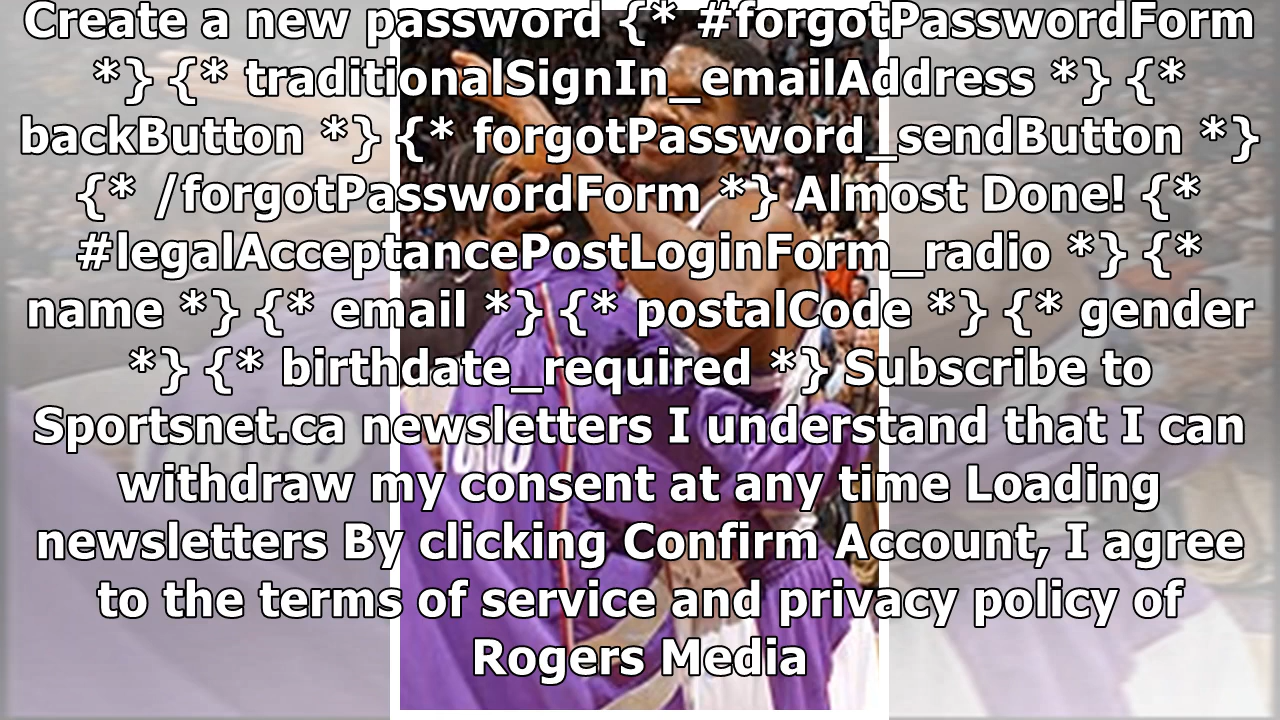 Create a new password {* #forgotPasswordForm
*} {* traditionalSignIn_emailAddress *} {*
backButton *} {* forgotPassword_sendButton *}
{* /forgotPasswordForm *} Almost Done! {*
#legalAcceptancePostLoginForm_radio *} {*
name *} {* email *} {* postalCode *} {* gender
*} {* birthdate_required *} Subscribe to
Sportsnet.ca newsletters I understand that I can
withdraw my consent at any time Loading
newsletters By clicking Confirm Account, I agree
to the terms of service and privacy policy of
Rogers Media